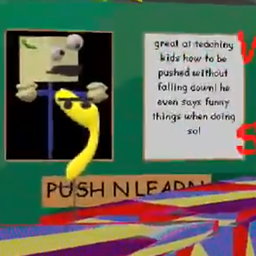 great at teaching
kids how to be
pushed without
falling down! he
even says funny
things when doing
so!
PUSH N LEARN
V
S